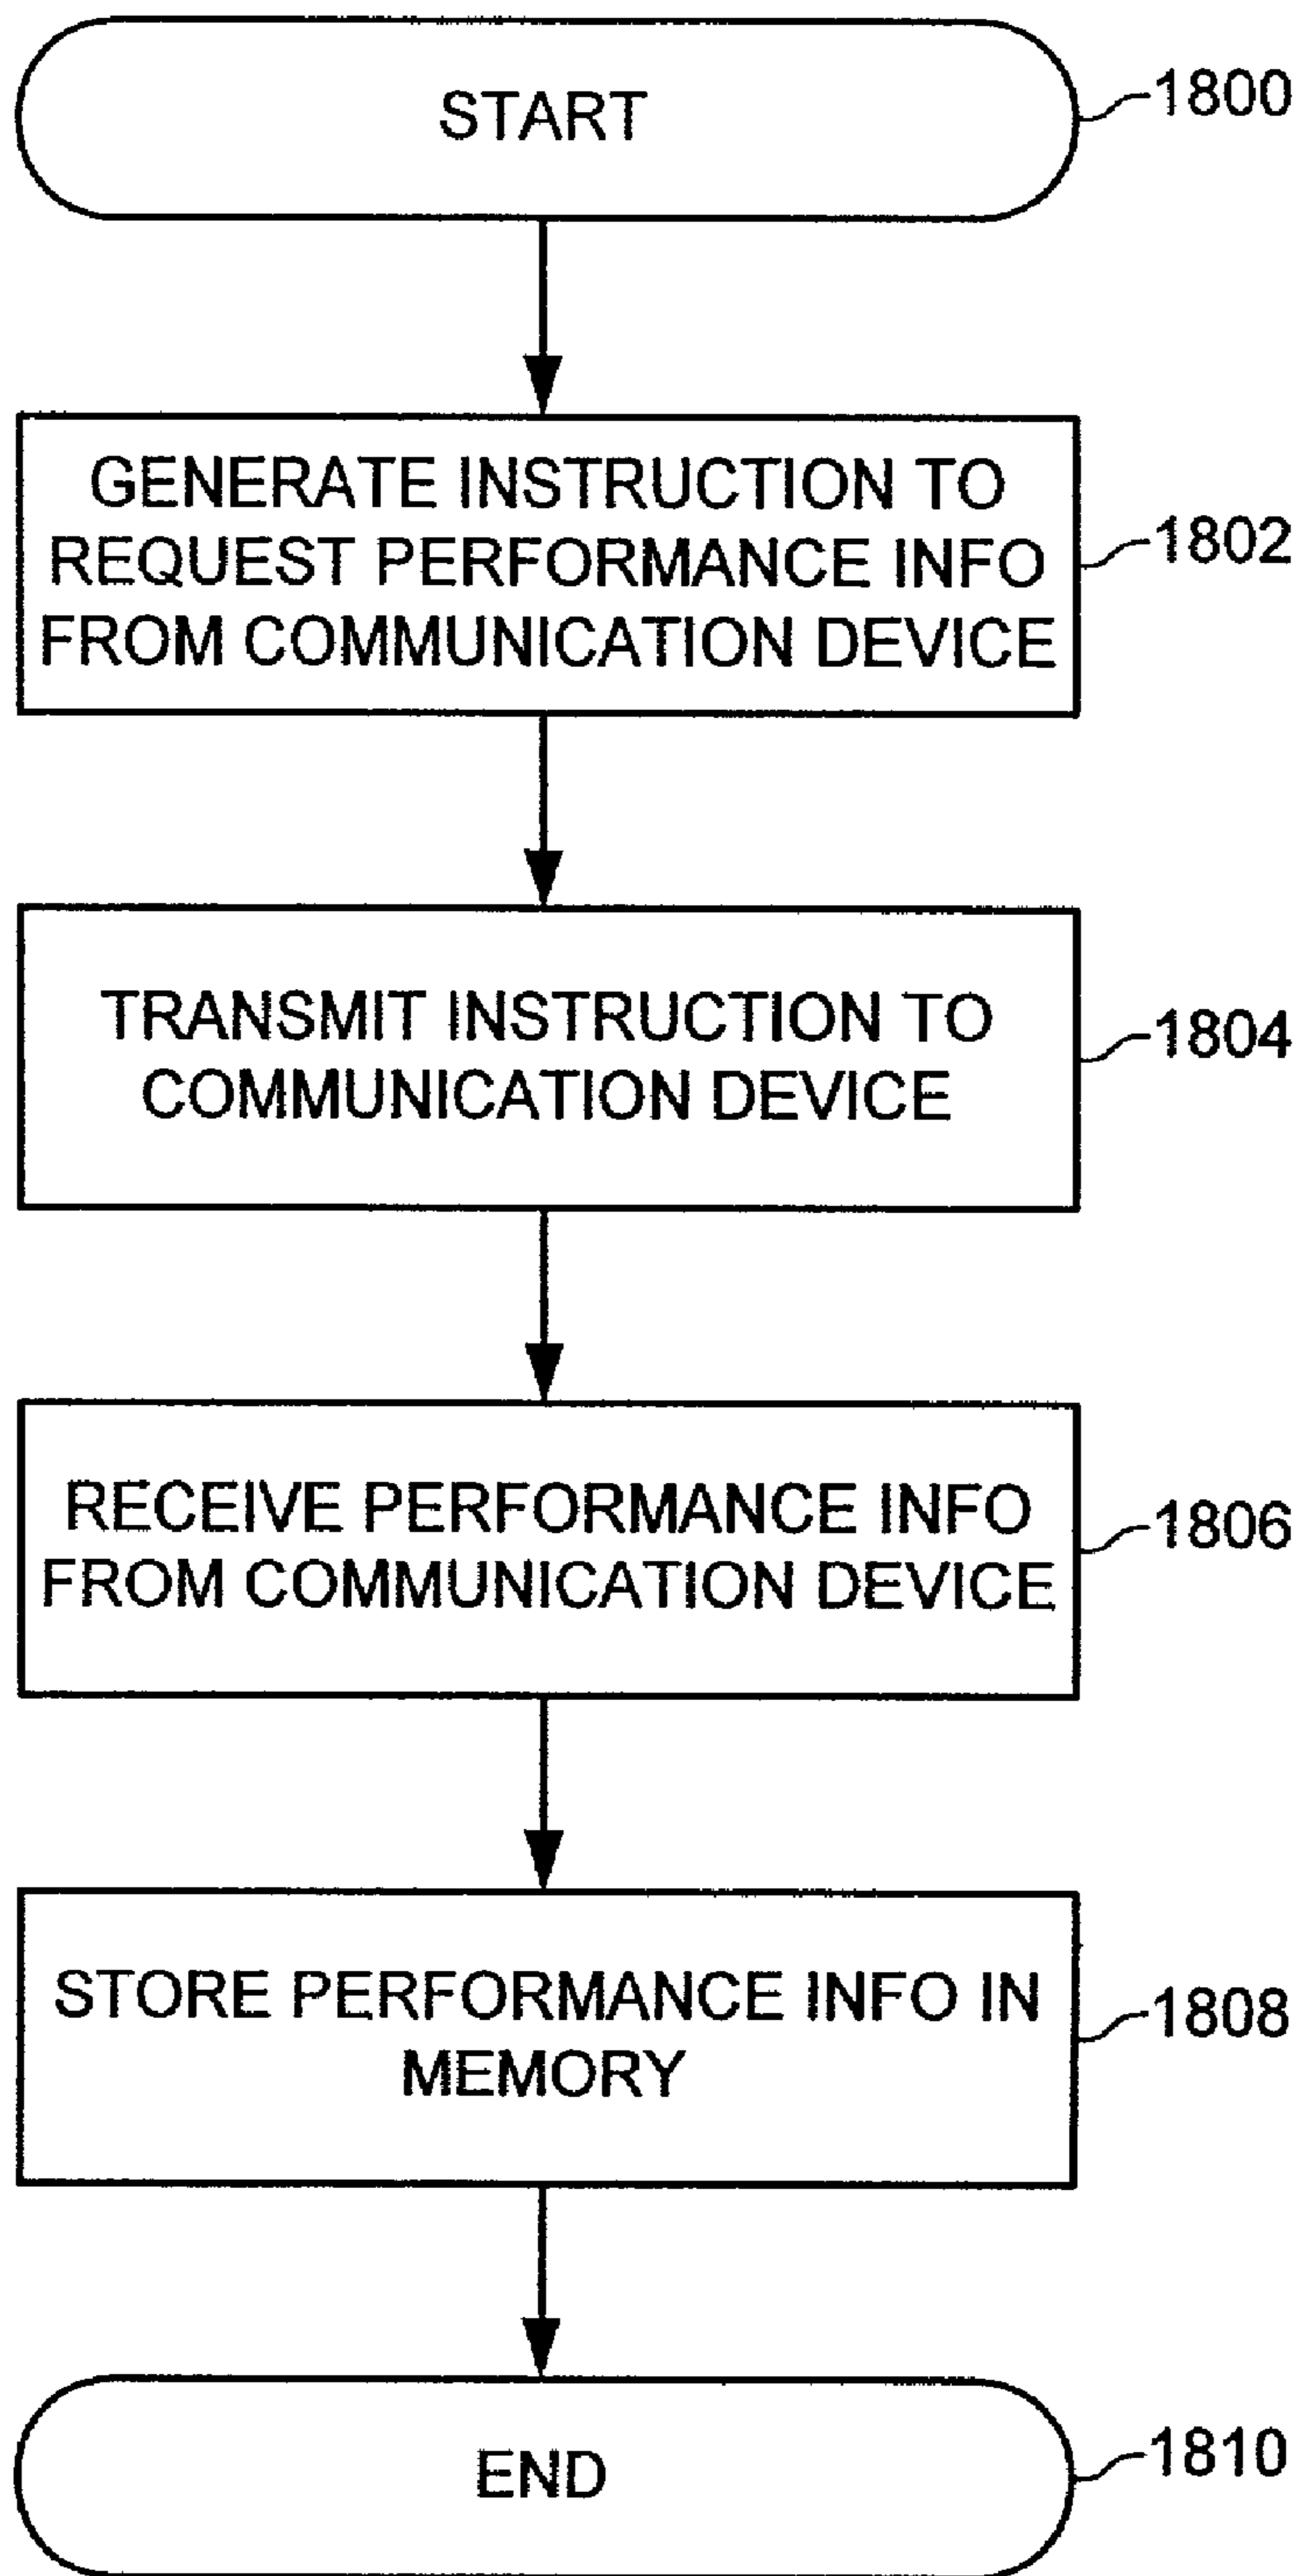 START
1800
GENERATE INSTRUCTION TO
REQUEST PERFORMANCE INFO
FROM COMMUNICATION DEVICE
1802
TRANSMIT INSTRUCTION TO
COMMUNICATION DEVICE
1804
RECEIVE PERFORMANCE INFO
FROM COMMUNICATION DEVICE
1806
STORE PERFORMANCE INFO IN
MEMORY
1808
END
1810